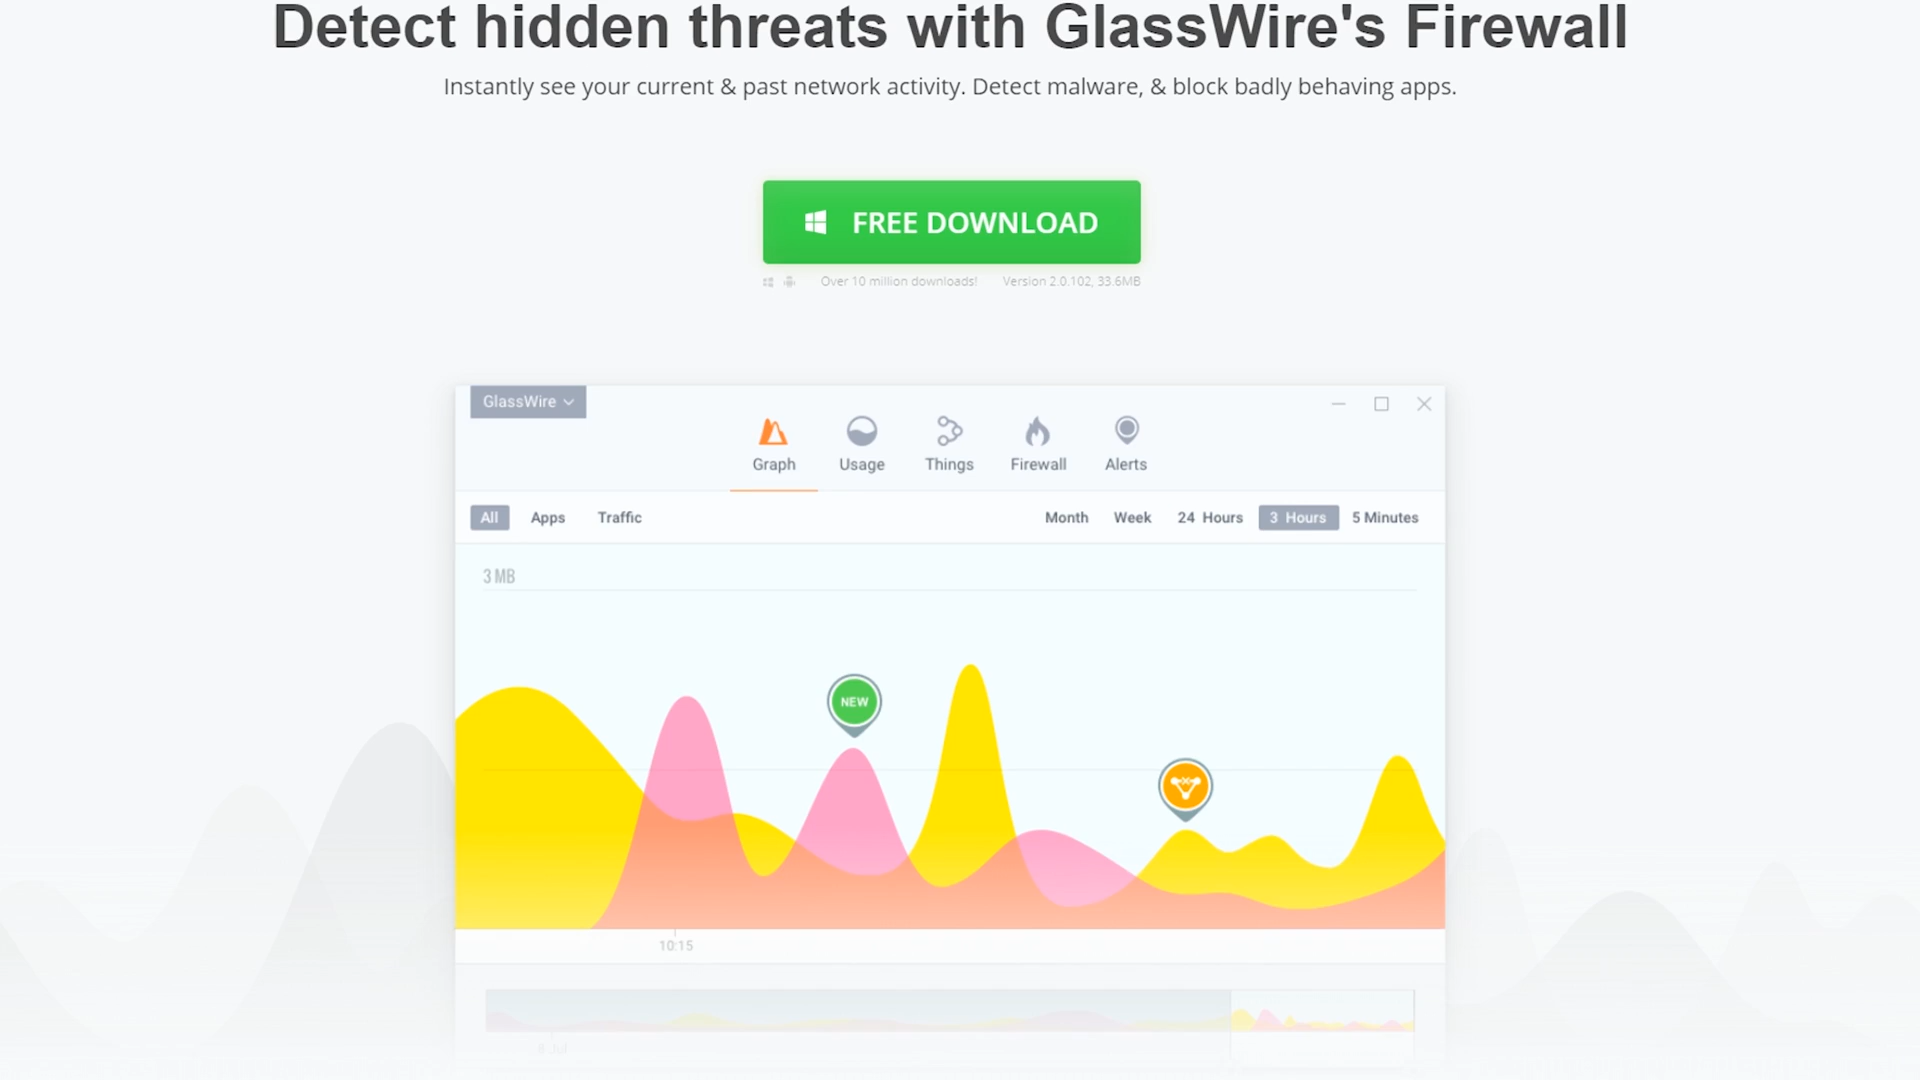 Detect hidden threats with GlassWire's Firewall
Instantly see your current & past network activity. Detect malware, & block badly behaving apps.
FREE DOWNLOAD
Over 10 million downloads! Version 2.0.102, 33.6MB
GlassWire
Graph Usage Things Firewall Alerts
All Apps Traffic Month Week 24 Hours 3 Hours 5 Minutes
3 MB
NEW
10:15